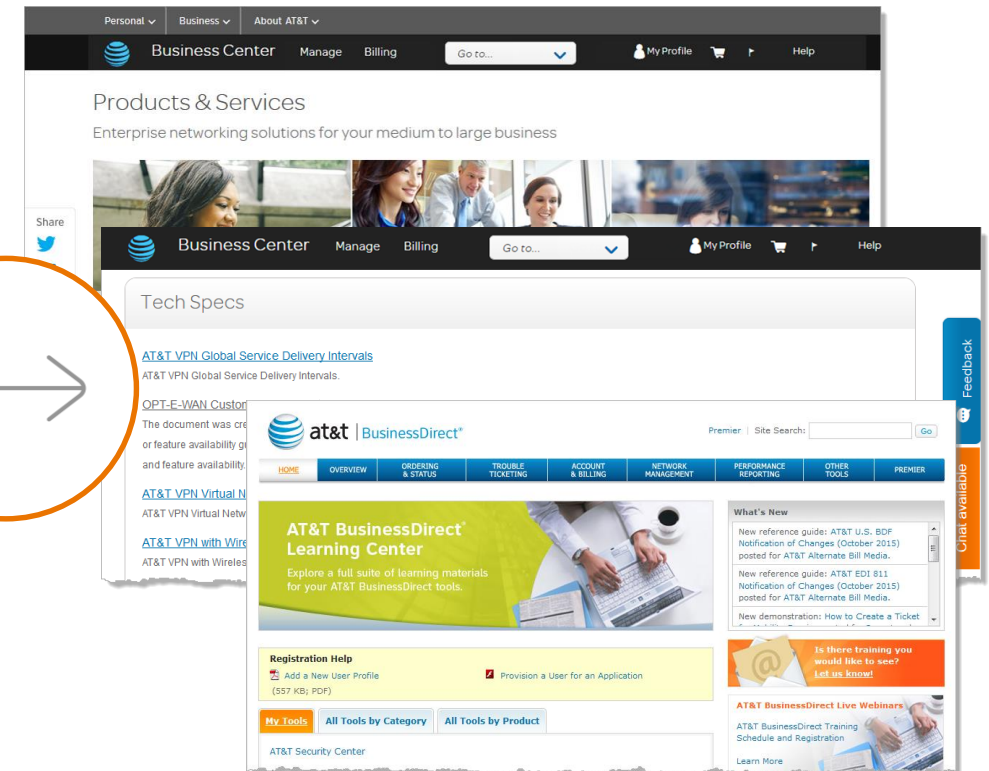 Personal Business About AT&T
Business Center Manage Billing Go to... My Profile Help
Products & Services
Enterprise networking solutions for your medium to large business
Share
Business Center Manage Billing Go to... My Profile Help
Tech Specs
AT&T VPN Global Service Delivery Intervals
AT&T VPN Global Service Delivery Intervals.
OPT-E-WAN Custom
The document was cre
or feature availability gu
and feature availability.
AT&T VPN Virtual N
AT&T VPN Virtual Netw
AT&T VPN with Wire
AT&T VPN with Wireles
Feedback
Chat available
at&t | BusinessDirect®
Premier | Site Search: Go
HOME OVERVIEW ORDERING & STATUS TROUBLE TICKETING ACCOUNT & BILLING NETWORK MANAGEMENT PERFORMANCE REPORTING OTHER TOOLS PREMIER
AT&T BusinessDirect®
Learning Center
Explore a full suite of learning materials
for your AT&T BusinessDirect tools.
What's New
New reference guide: AT&T U.S. BDF
Notification of Changes (October 2015)
posted for AT&T Alternate Bill Media.
New reference guide: AT&T EDI 811
Notification of Changes (October 2015)
posted for AT&T Alternate Bill Media.
New demonstration: How to Create a Ticket
Registration Help
Add a New User Profile
(557 KB; PDF)
Provision a User for an Application
Is there training you
would like to see?
Let us know!
My Tools All Tools by Category All Tools by Product
AT&T Security Center
AT&T BusinessDirect Live Webinars
AT&T BusinessDirect Training
Schedule and Registration
Learn More